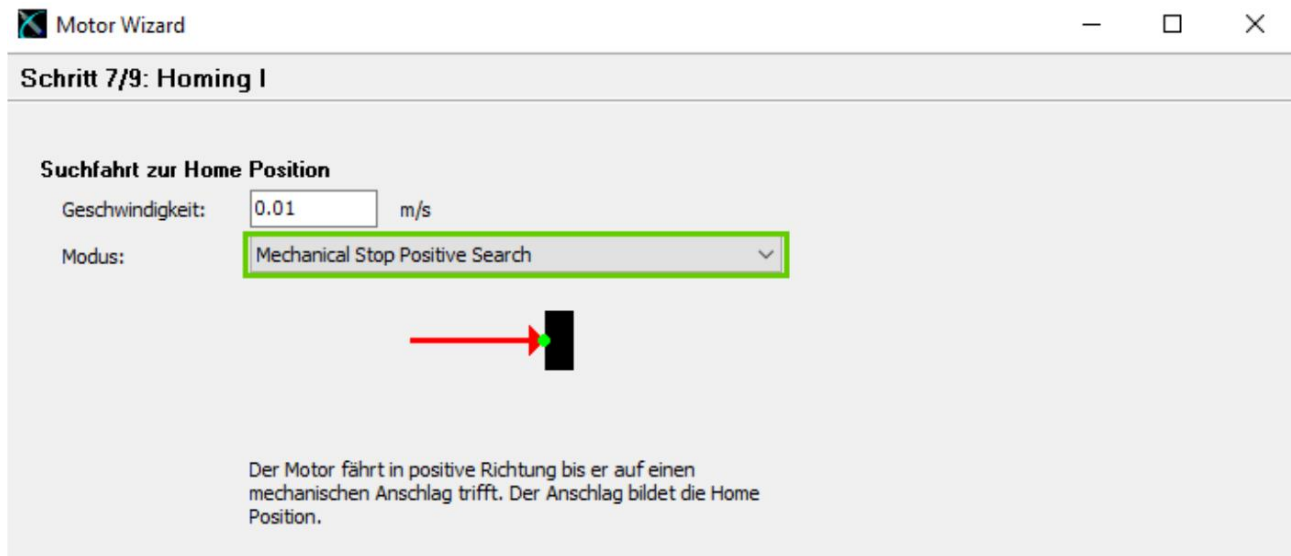 Motor Wizard
Schritt 7/9: Homing I
Suchfahrt zur Home Position
Geschwindigkeit: 0.01 m/s
Modus: Mechanical Stop Positive Search
Der Motor fährt in positive Richtung bis er auf einen
mechanischen Anschlag trifft. Der Anschlag bildet die Home
Position.